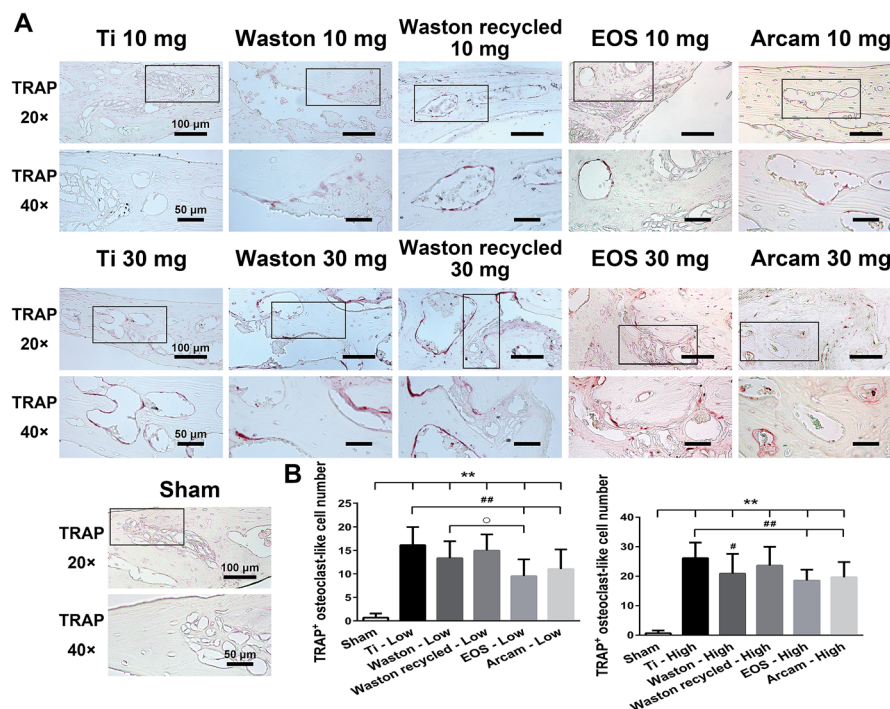 A
Ti 10 mg
Waston 10 mg
Waston recycled
10 mg
EOS 10 mg
Arcam 10 mg
TRAP
20×
100 µm
TRAP
40×
50 µm
Ti 30 mg
Waston 30 mg
Waston recycled
30 mg
EOS 30 mg
Arcam 30 mg
TRAP
20×
100 µm
TRAP
40×
50 µm
Sham
TRAP
20×
100 µm
TRAP
40×
50 µm
B
TRAP⁺ osteoclast-like cell number
25
20
15
10
5
0
**
##
○
Sham
Ti - Low
Waston - Low
Waston recycled - Low
EOS - Low
Arcam - Low
TRAP⁺ osteoclast-like cell number
40
30
20
10
0
**
##
#
Sham
Ti - High
Waston - High
Waston recycled - High
EOS - High
Arcam - High